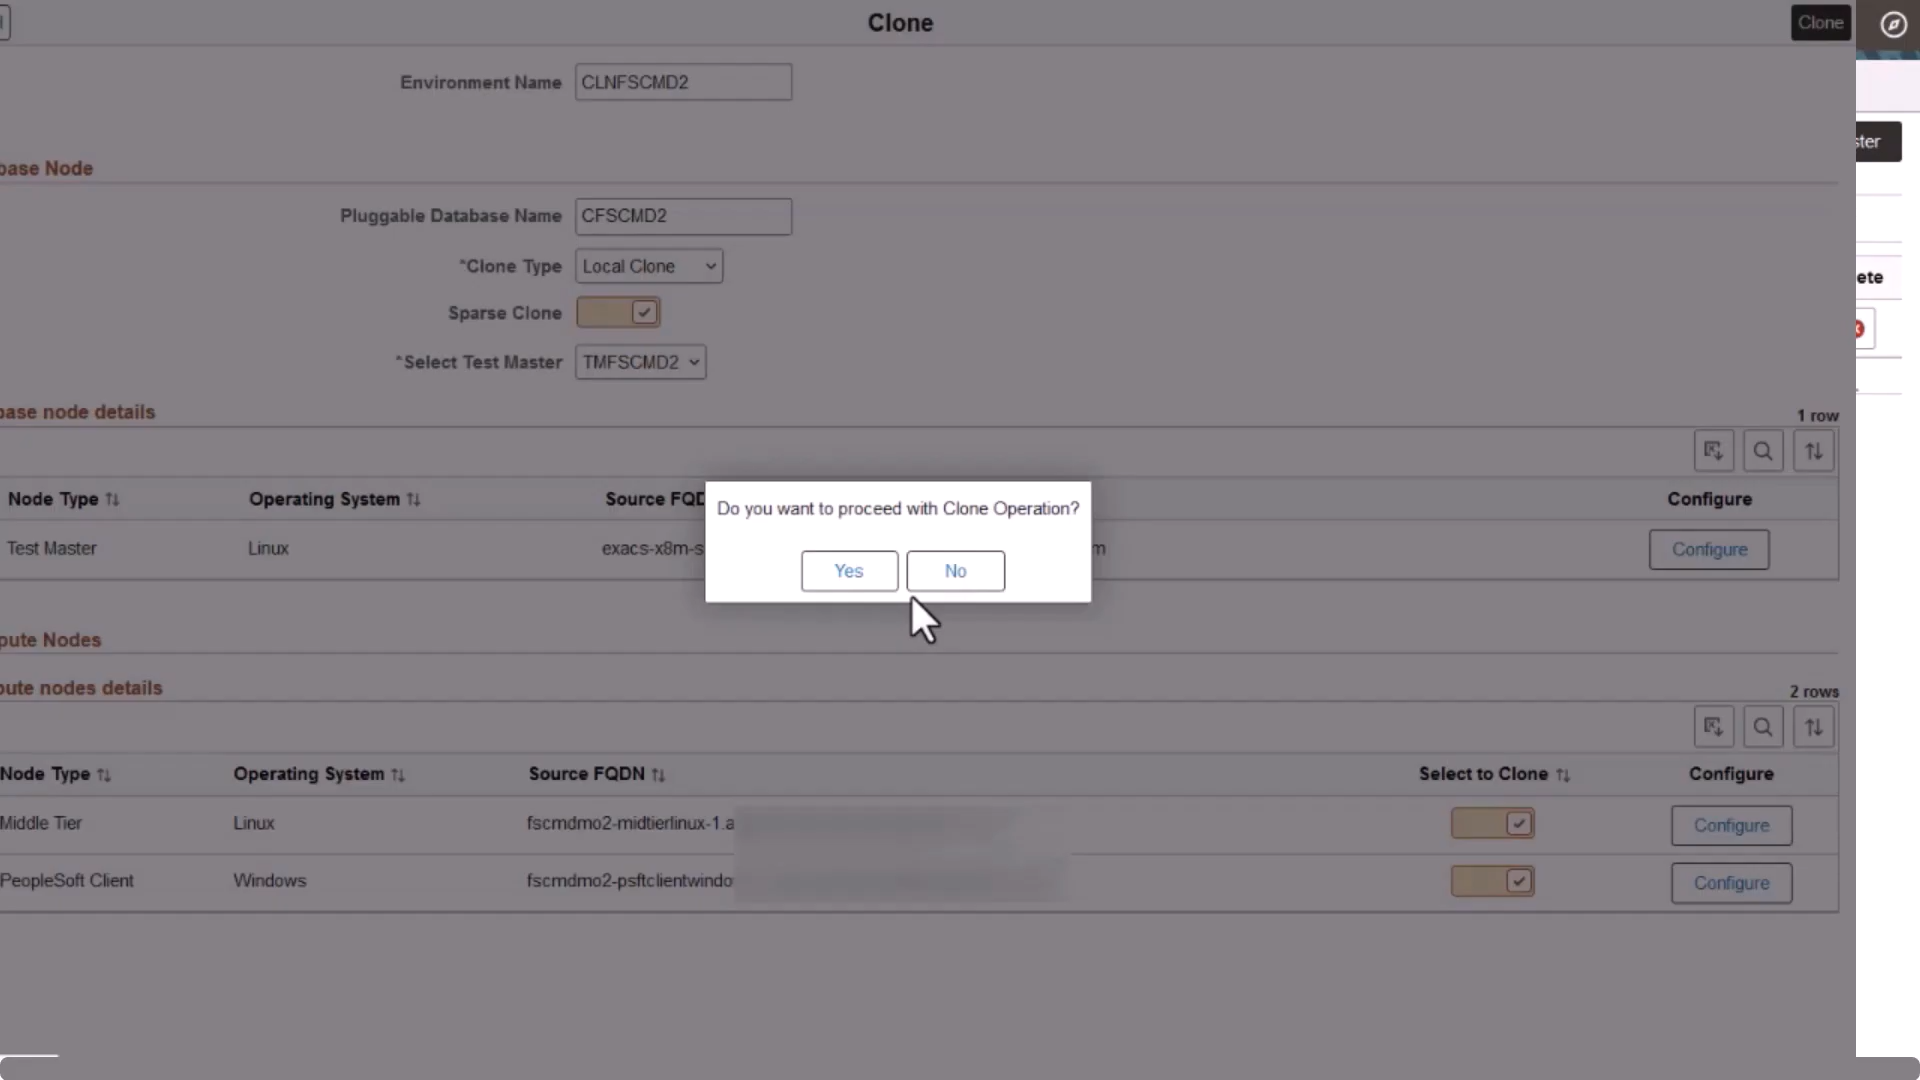 Clone
Clone
Environment Name CLNFSCMD2
ster
base Node
Pluggable Database Name CFSCMD2
*Clone Type Local Clone
ete
Sparse Clone
*Select Test Master TMFSCMD2
base node details
1 row
Node Type Operating System Source FQD Configure
Do you want to proceed with Clone Operation?
Test Master Linux exacs-x8m-s m Configure
Yes No
pute Nodes
pute nodes details
2 rows
Node Type Operating System Source FQDN Select to Clone Configure
Middle Tier Linux fscmdmo2-midtierlinux-1.a Configure
PeopleSoft Client Windows fscmdmo2-psftclientwindo Configure